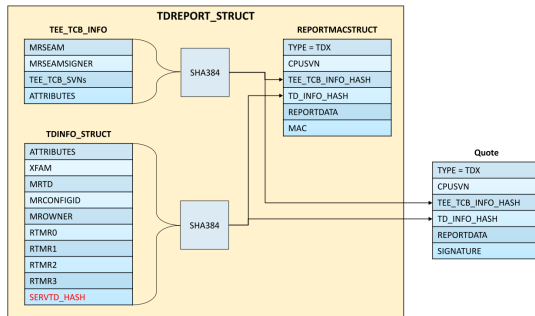 TDREPORT_STRUCT
TEE_TCB_INFO
MRSEAM
MRSEAMSIGNER
TEE_TCB_SVNs
ATTRIBUTES
SHA384
REPORTMACSTRUCT
TYPE = TDX
CPUSVN
TEE_TCB_INFO_HASH
TD_INFO_HASH
REPORTDATA
MAC
TDINFO_STRUCT
ATTRIBUTES
XFAM
MRTD
MRCONFIGID
MROWNER
RTMR0
RTMR1
RTMR2
RTMR3
SERVTD_HASH
SHA384
Quote
TYPE = TDX
CPUSVN
TEE_TCB_INFO_HASH
TD_INFO_HASH
REPORTDATA
SIGNATURE